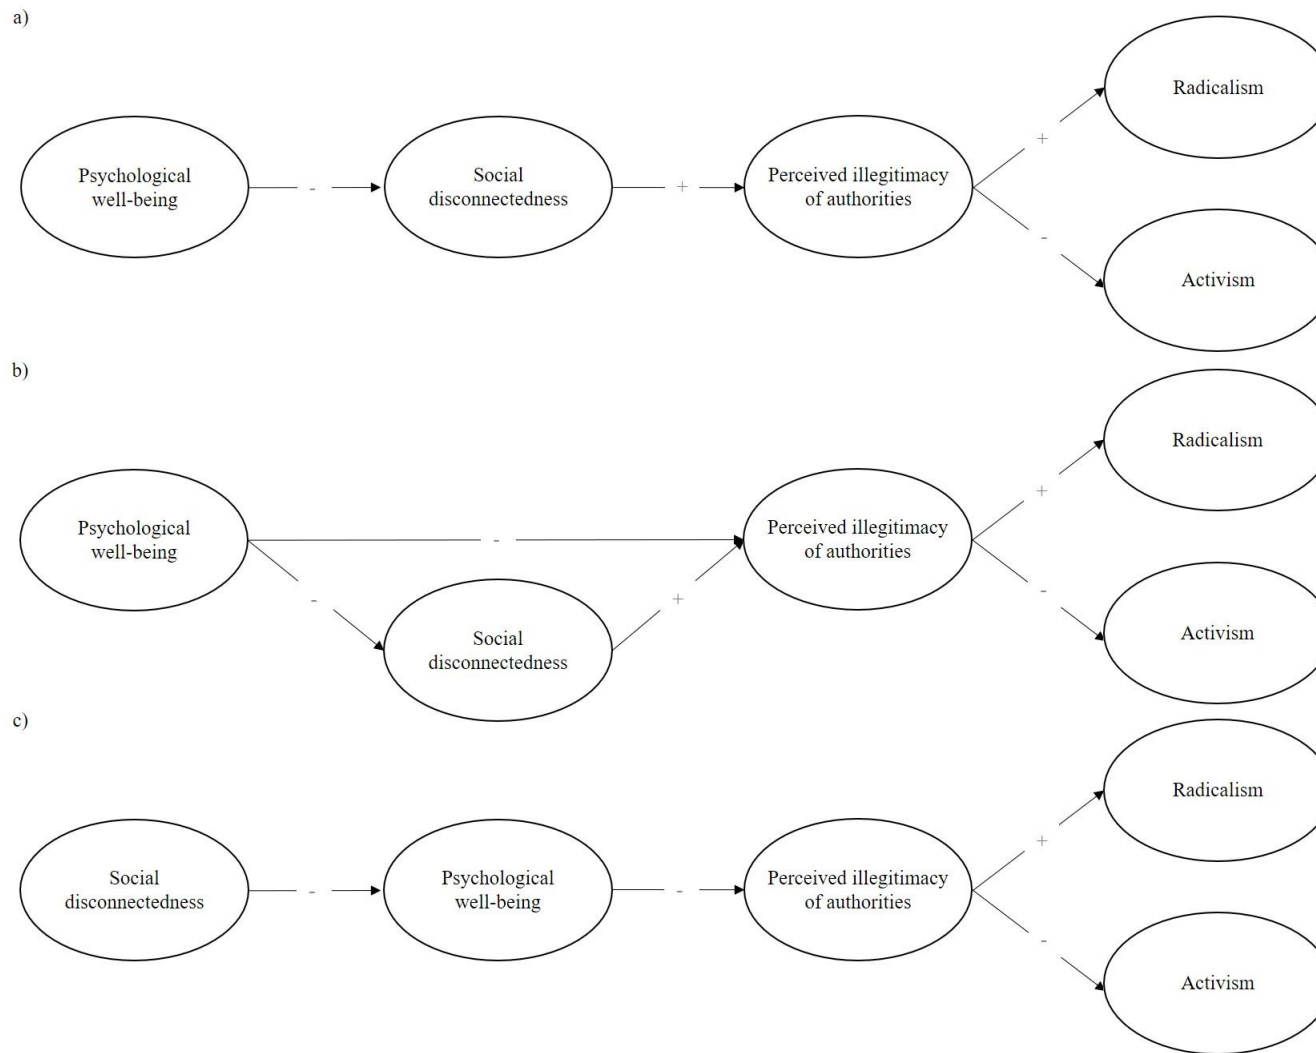 a)
Radicalism
Psychological
well-being
-
Social
disconnectedness
+
Perceived illegitimacy
of authorities
+
-
Activism
b)
Radicalism
Psychological
well-being
-
Perceived illegitimacy
of authorities
+
-
Social
disconnectedness
+
-
Activism
c)
Radicalism
Social
disconnectedness
-
Psychological
well-being
-
Perceived illegitimacy
of authorities
+
-
Activism